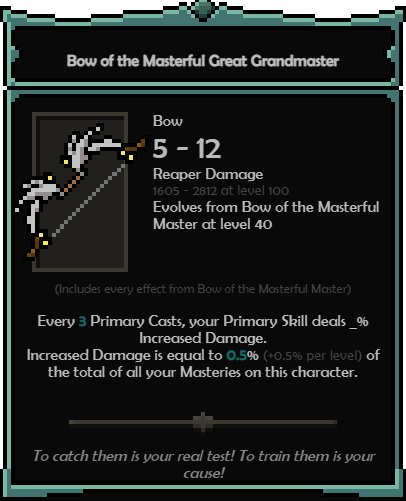 Bow of the Masterful Great Grandmaster
Bow
5 - 12
Reaper Damage
1605 - 2812 at level 100
Evolves from Bow of the Masterful
Master at level 40
(Includes every effect from Bow of the Masterful Master)
Every 3 Primary Casts, your Primary Skill deals _%
Increased Damage.
Increased Damage is equal to 0.5% (+0.5% per level) of
the total of all your Masteries on this character.
To catch them is your real test! To train them is your
cause!